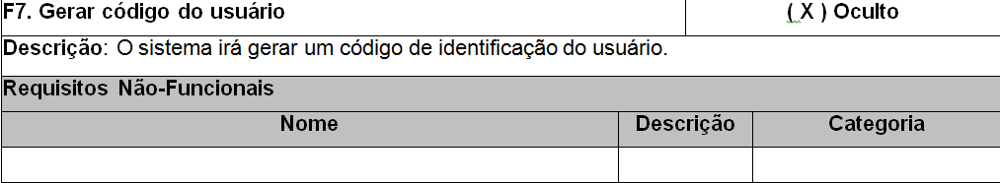 F7. Gerar código do usuário ( X ) Oculto
Descrição: O sistema irá gerar um código de identificação do usuário.
Requisitos Não-Funcionais
Nome Descrição Categoria